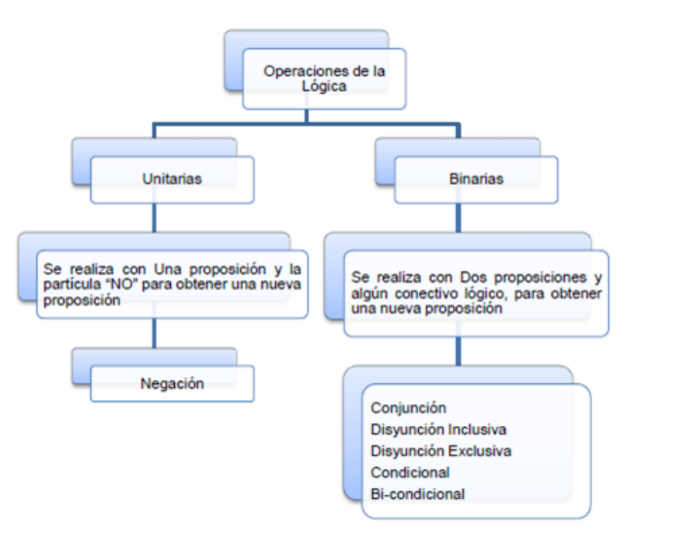 Operaciones de la
Lógica
Unitarias
Binarias
Se realiza con Una proposición y la
partícula “NO” para obtener una nueva
proposición
Se realiza con Dos proposiciones y
algún conectivo lógico, para obtener
una nueva proposición
Negación
Conjunción
Disyunción Inclusiva
Disyunción Exclusiva
Condicional
Bi-condicional